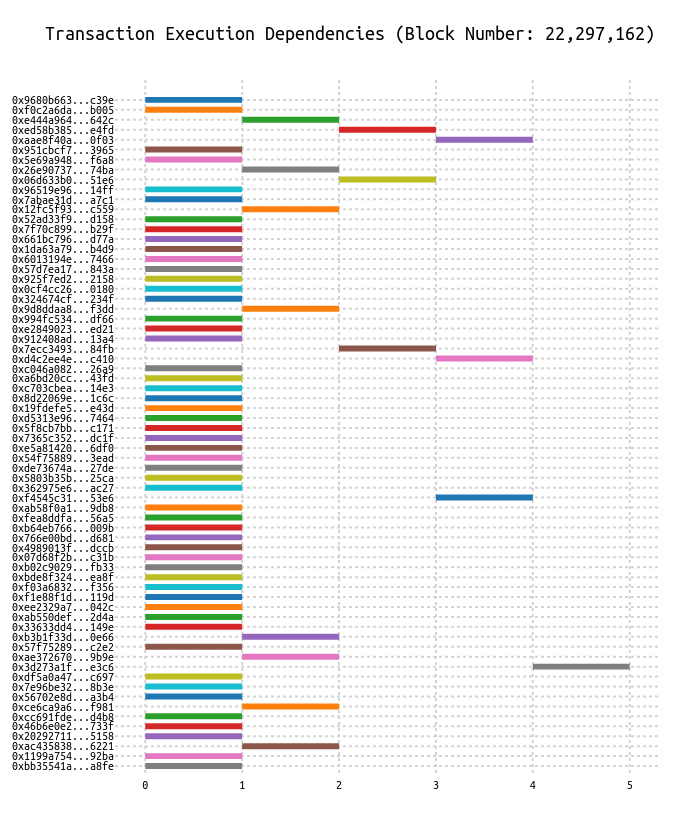 Transaction Execution Dependencies (Block Number: 22,297,162)
0x9680b663...c39e
0xf0c2a6da...b005
0xe444a964...642c
0xed58b385...e4fd
0xaae8f40a...0f03
0x951cbcf7...3965
0x5e69a948...f6a8
0x26e90737...74ba
0x06d633b0...51e6
0x96519e96...14ff
0x7abae31d...a7c1
0x12fc5f93...c559
0x52ad33f9...d158
0x7f70c899...b29f
0x661bc796...d77a
0x1da63a79...b4d9
0x6013194e...7466
0x57d7ea17...843a
0x925f7ed2...2158
0x0cf4cc26...0180
0x324674cf...234f
0x9d8ddaa8...f3dd
0x994fc534...df66
0xe2849023...ed21
0x912408ad...13a4
0x7ecc3493...84fb
0xd4c2ee4e...c410
0xc046a082...26a9
0xa6bd20cc...43fd
0xc703cbea...14e3
0x8d22069e...1c6c
0x19fdefe5...e43d
0xd5313e96...7464
0x5f8cb7bb...c171
0x7365c352...dc1f
0xe5a81420...6df0
0x54f75889...3ead
0xde73674a...27de
0x5803b35b...25ca
0x362975e6...ac27
0xf4545c31...53e6
0xab58f0a1...9db8
0xfea8ddfa...56a5
0xb64eb766...009b
0x766e00bd...d681
0x4989013f...dccb
0x07d68f2b...c31b
0xb02c9029...fb33
0xbde8f324...ea8f
0xf03a6832...f356
0xf1e88f1d...119d
0xee2329a7...042c
0xab550def...2d4a
0x33633dd4...149e
0xb3b1f33d...0e66
0x57f75289...c2e2
0xae372670...9b9e
0x3d273a1f...e3c6
0xdf5a0a47...c697
0x7e96be32...8b3e
0x56702e8d...a3b4
0xce6ca9a6...f981
0xcc691fde...d4b8
0x46b6e0e2...733f
0x20292711...5158
0xac435838...6221
0x1199a754...92ba
0xbb35541a...a8fe
0 1 2 3 4 5